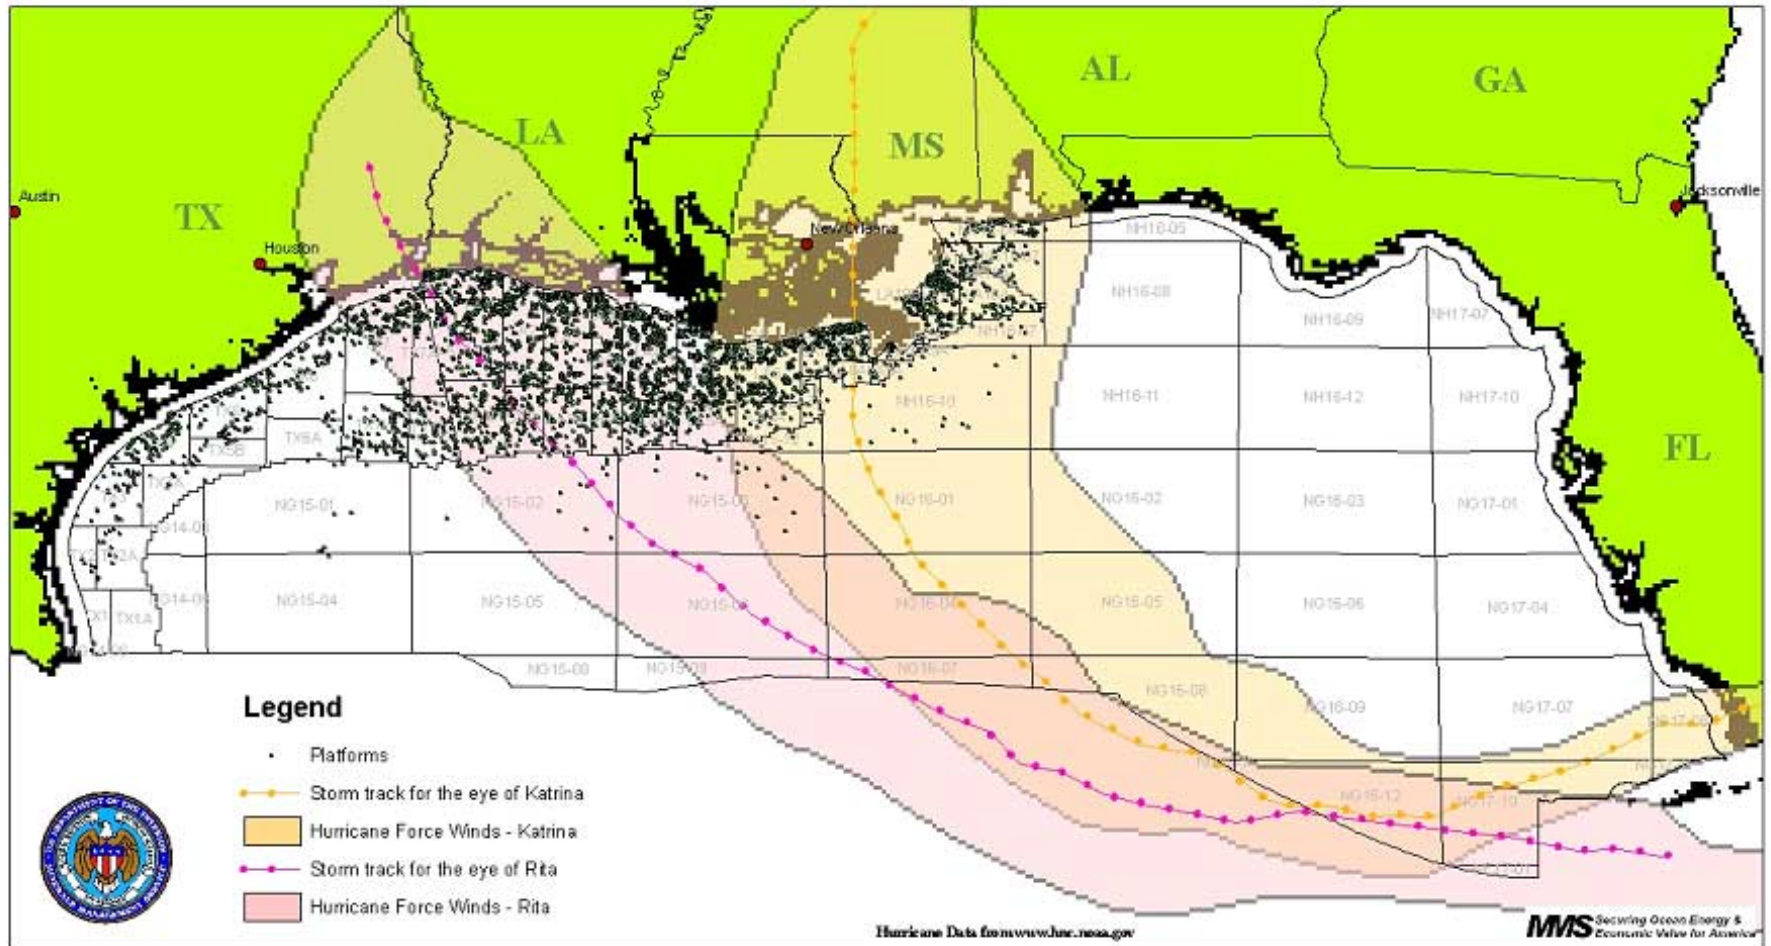 AL
GA
LA
MS
TX
FL
Austin
Houston
New Orleans
Jacksonville
NH16-05
NH16-08
NH16-09
NH17-07
NH16-07
NH16-10
NH16-11
NH16-12
NH17-10
TX6A
TX5B
NG15-01
NG15-02
NG16-01
NG16-02
NG16-03
NG17-01
TX1A
NG15-04
NG15-05
NG16-04
NG16-05
NG16-06
NG17-04
NG15-08
NG15-09
NG16-07
NG16-08
NG16-09
NG17-07
NG16-12
NG17-10
Legend
Platforms
Storm track for the eye of Katrina
Hurricane Force Winds - Katrina
Storm track for the eye of Rita
Hurricane Force Winds - Rita
Hurricane Data from www.hnc.noaa.gov
MMS Securing Ocean Energy &
Economic Value for America